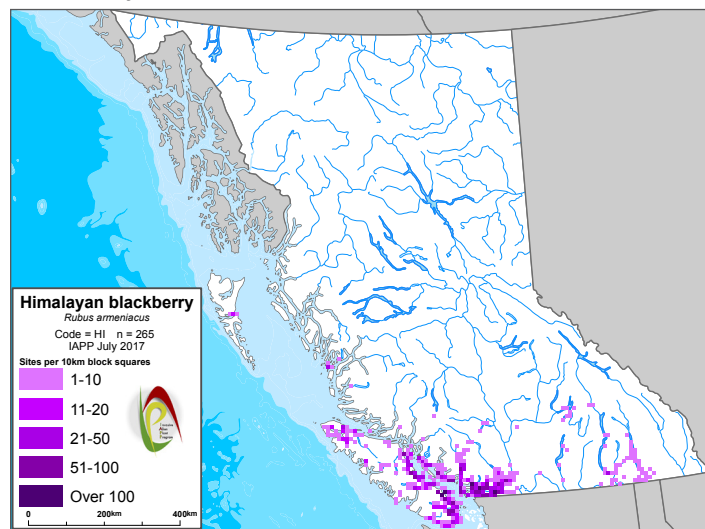 Himalayan blackberry
Rubus armeniacus
Code = HI n = 265
IAPP July 2017
Sites per 10km block squares
1-10
11-20
21-50
51-100
Over 100
0 200km 400km